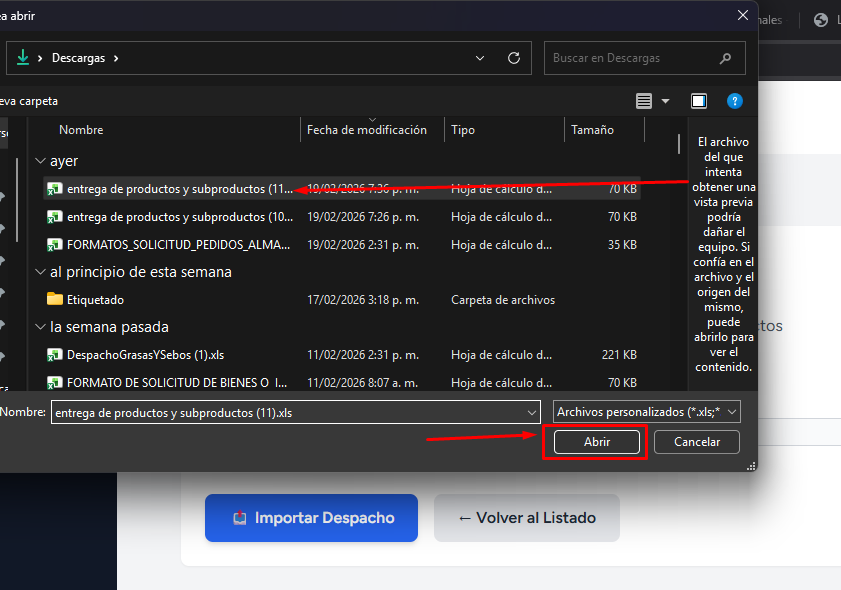 a abrir
nales
Descargas
Buscar en Descargas
eva carpeta
?
Nombre Fecha de modificación Tipo Tamaño
ayer
entrega de productos y subproductos (11... 19/02/2026 7:36 p. m. Hoja de cálculo d... 70 KB
entrega de productos y subproductos (10... 19/02/2026 7:26 p. m. Hoja de cálculo d... 70 KB
FORMATOS_SOLICITUD_PEDIDOS_ALMA... 19/02/2026 2:31 p. m. Hoja de cálculo d... 35 KB
al principio de esta semana
Etiquetado 17/02/2026 3:18 p. m. Carpeta de archivos
la semana pasada
DespachoGrasasYSebos (1).xls 11/02/2026 2:31 p. m. Hoja de cálculo d... 221 KB
FORMATO DE SOLICITUD DE BIENES O I... 11/02/2026 8:07 a. m. Hoja de cálculo d... 70 KB
El archivo
del que
intenta
obtener una
vista previa
podría
dañar el
equipo. Si
confía en el
archivo y el
origen del
mismo,
puede
abrirlo para
ver el
contenido.
ctos
Nombre: entrega de productos y subproductos (11).xls Archivos personalizados (*.xls;*
Abrir Cancelar
Importar Despacho ← Volver al Listado